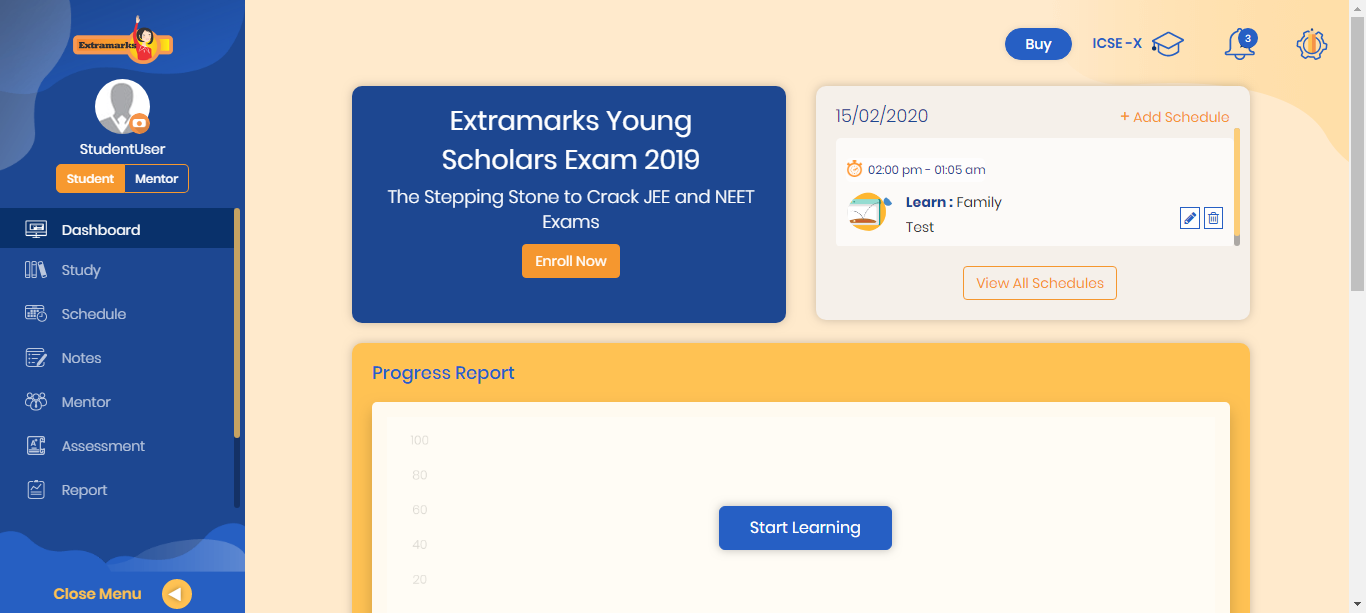 Extramarks
StudentUser
Student Mentor
Dashboard
Study
Schedule
Notes
Mentor
Assessment
Report
Close Menu
Buy
ICSE -X
3
Extramarks Young
Scholars Exam 2019
The Stepping Stone to Crack JEE and NEET
Exams
Enroll Now
15/02/2020
+ Add Schedule
02:00 pm - 01:05 am
Learn : Family
Test
View All Schedules
Progress Report
100
80
60
40
20
Start Learning